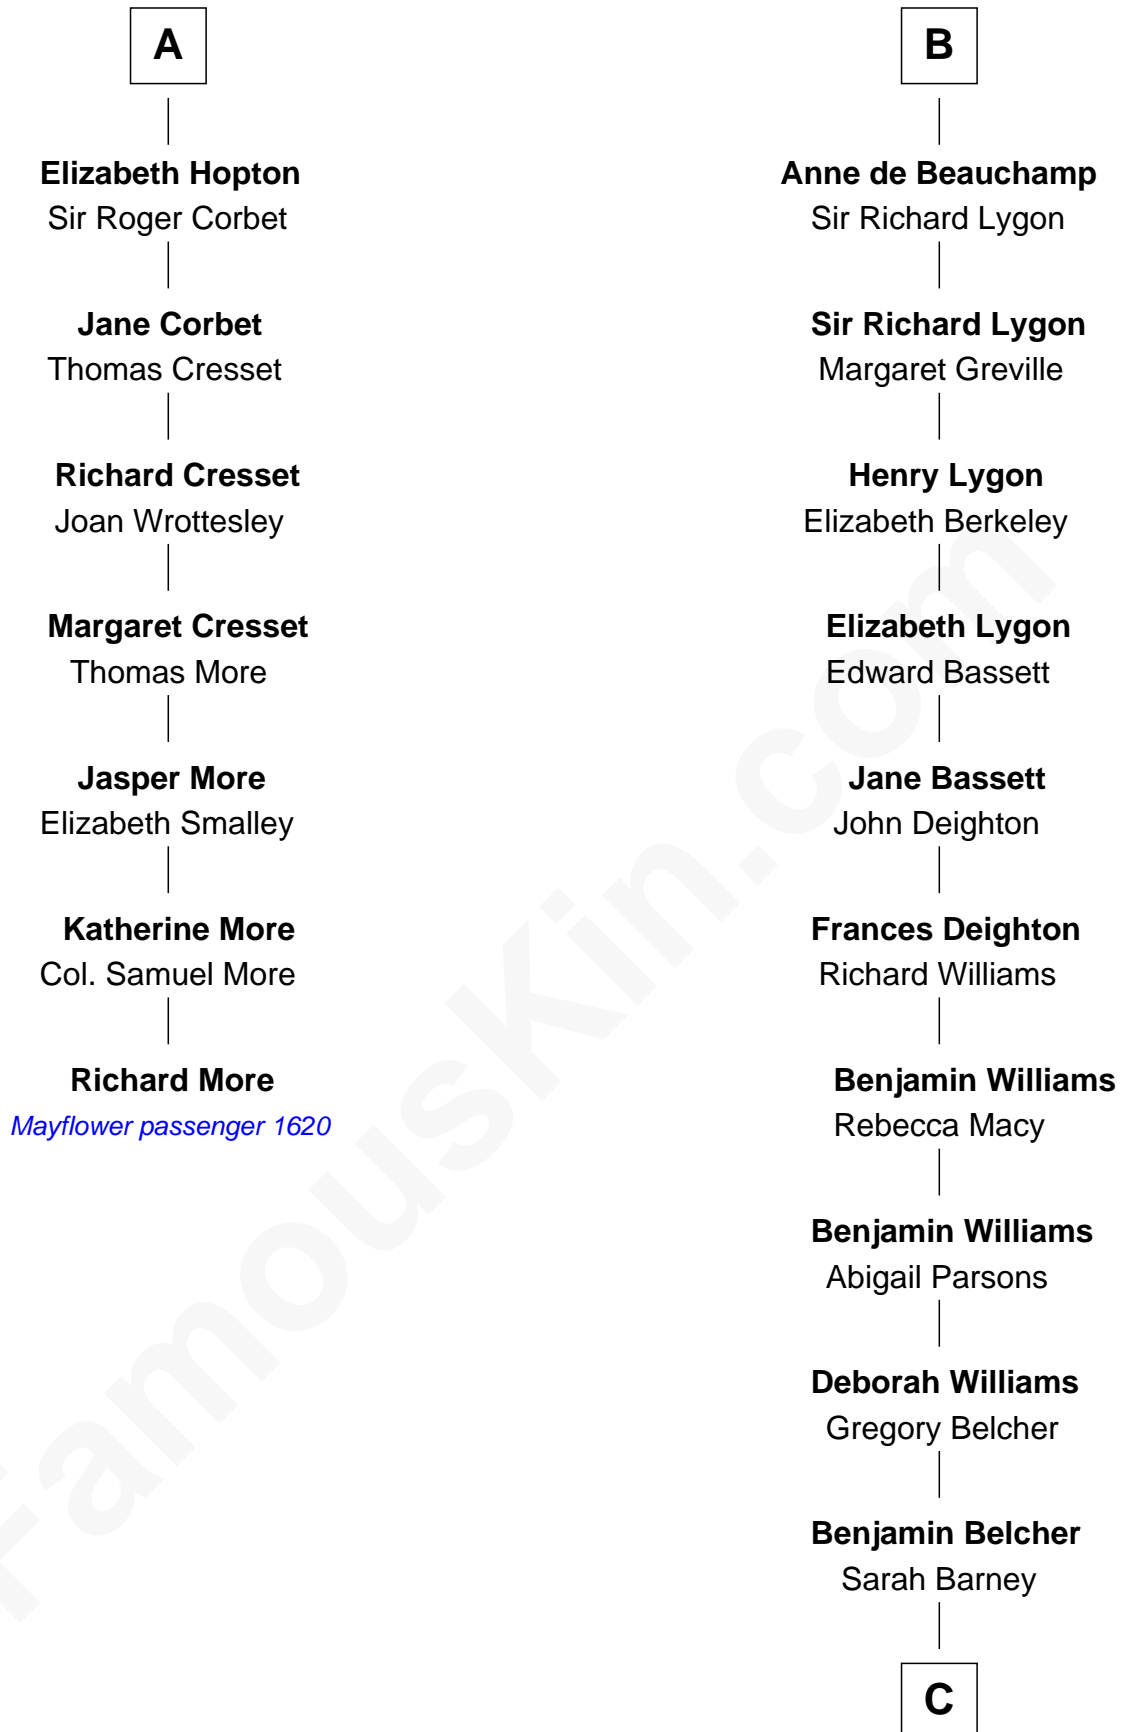 A
Elizabeth Hopton
Sir Roger Corbet
Jane Corbet
Thomas Cresset
Richard Cresset
Joan Wrottesley
Margaret Cresset
Thomas More
Jasper More
Elizabeth Smalley
Katherine More
Col. Samuel More
Richard More
Mayflower passenger 1620
B
Anne de Beauchamp
Sir Richard Lygon
Sir Richard Lygon
Margaret Greville
Henry Lygon
Elizabeth Berkeley
Elizabeth Lygon
Edward Bassett
Jane Bassett
John Deighton
Frances Deighton
Richard Williams
Benjamin Williams
Rebecca Macy
Benjamin Williams
Abigail Parsons
Deborah Williams
Gregory Belcher
Benjamin Belcher
Sarah Barney
C
FamousKin.com